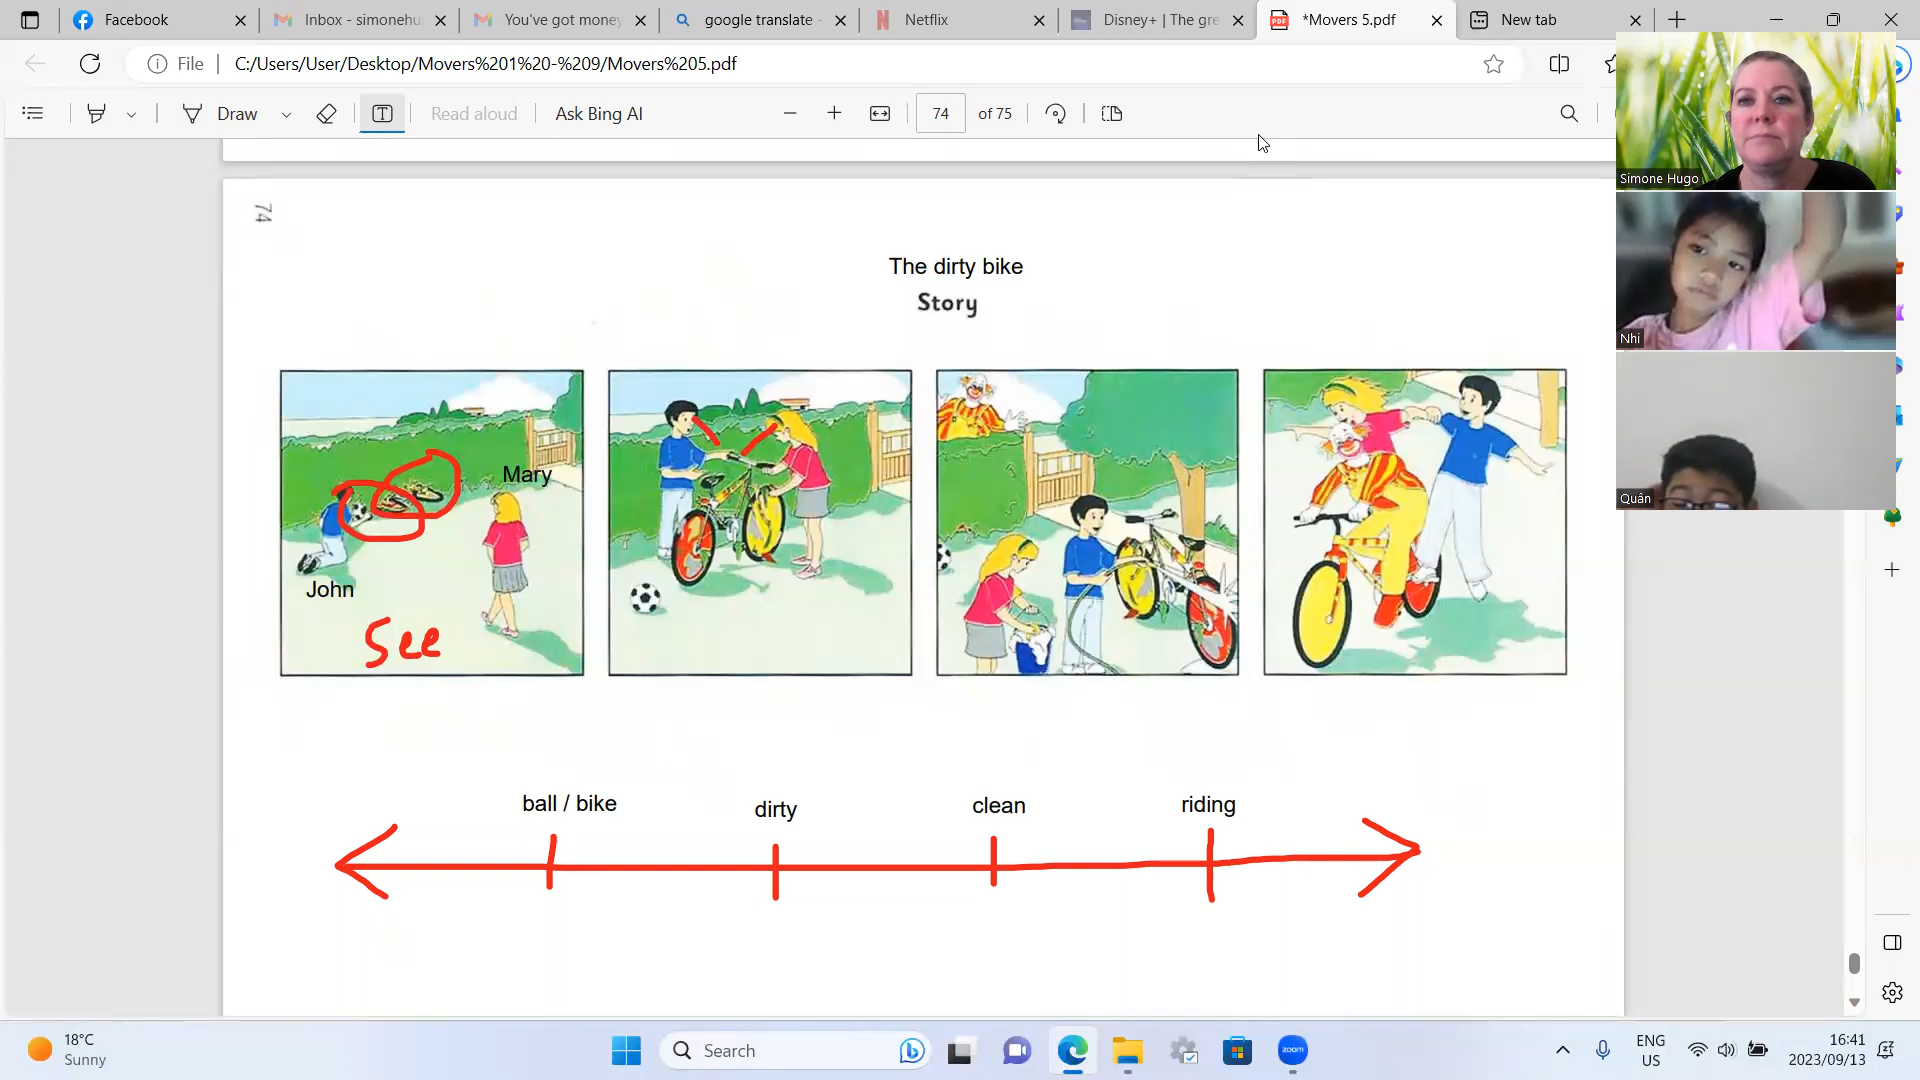 Facebook
Inbox - simonehu
You've got money
google translate -
Netflix
Disney+ | The gre
*Movers 5.pdf
New tab
File
C:/Users/User/Desktop/Movers%201%20-%209/Movers%205.pdf
Draw
Read aloud
Ask Bing AI
74
of 75
Simone Hugo
Nhi
Quân
74
The dirty bike
Story
Mary
John
See
ball / bike
dirty
clean
riding
18°C
Sunny
Search
zoom
ENG
US
16:41
2023/09/13